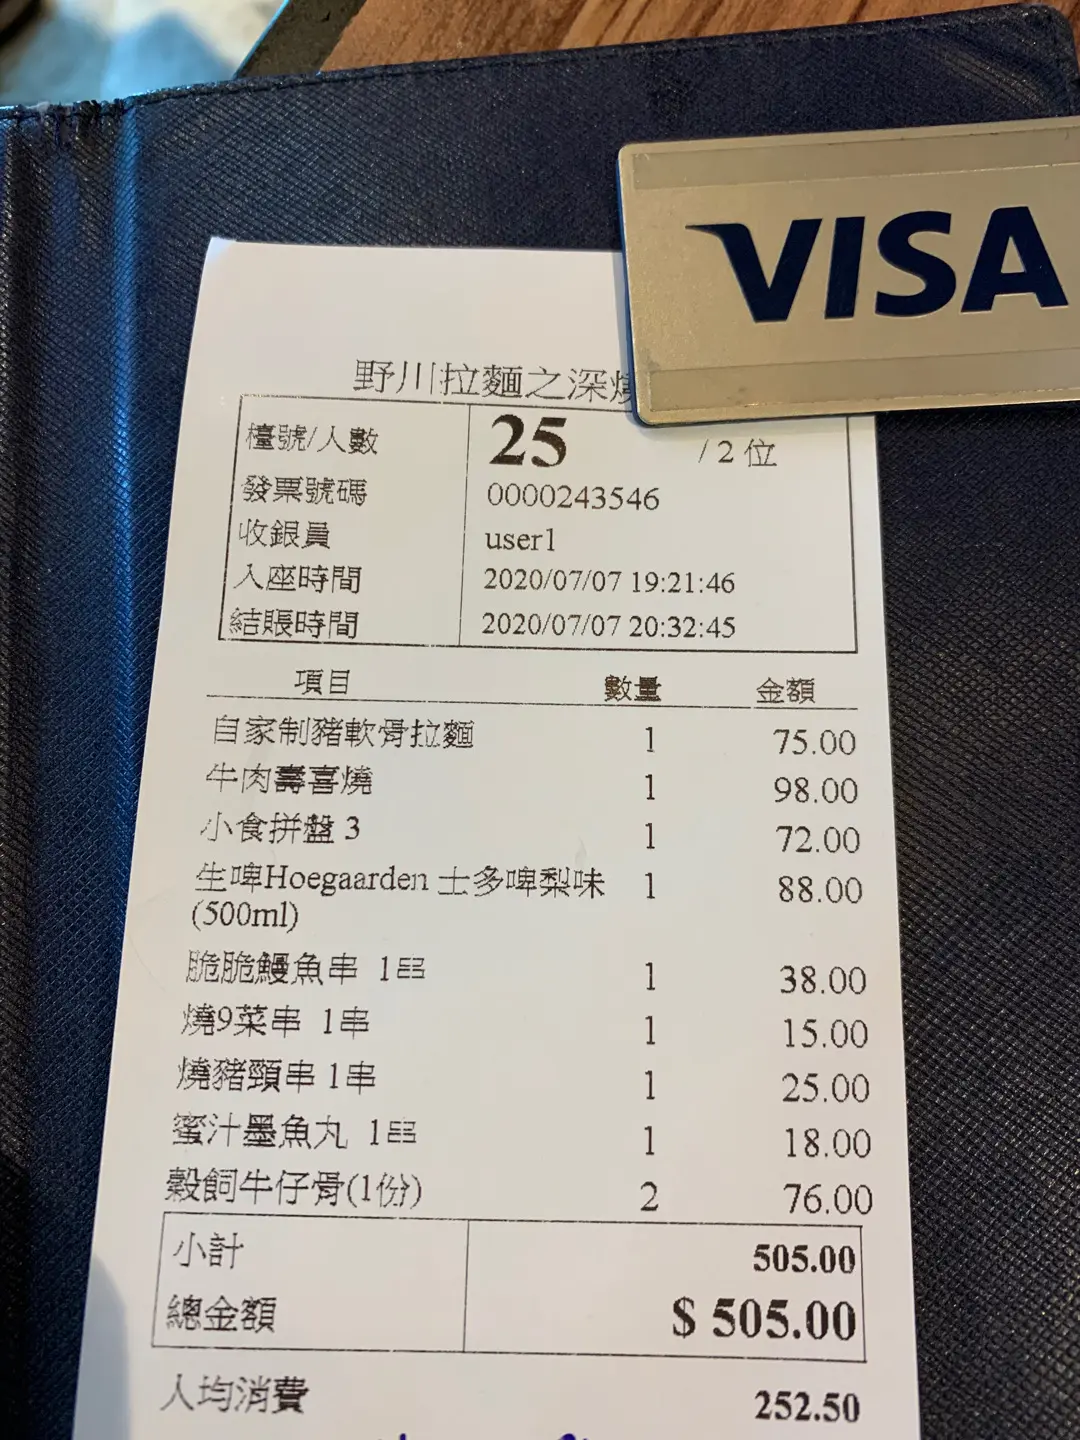 VISA
野川拉麵之深燒
檯號/人數 25 / 2 位
發票號碼 0000243546
收銀員 user1
入座時間 2020/07/07 19:21:46
結賬時間 2020/07/07 20:32:45
項目 數量 金額
自家制豬軟骨拉麵 1 75.00
牛肉壽喜燒 1 98.00
小食拼盤 3 1 72.00
生啤Hoegaarden 士多啤梨味 1 88.00
(500ml)
脆脆鰻魚串 1串 1 38.00
燒9菜串 1串 1 15.00
燒豬頸串 1串 1 25.00
蜜汁墨魚丸 1串 1 18.00
穀飼牛仔骨(1份) 2 76.00
小計 505.00
總金額 $ 505.00
人均消費 252.50